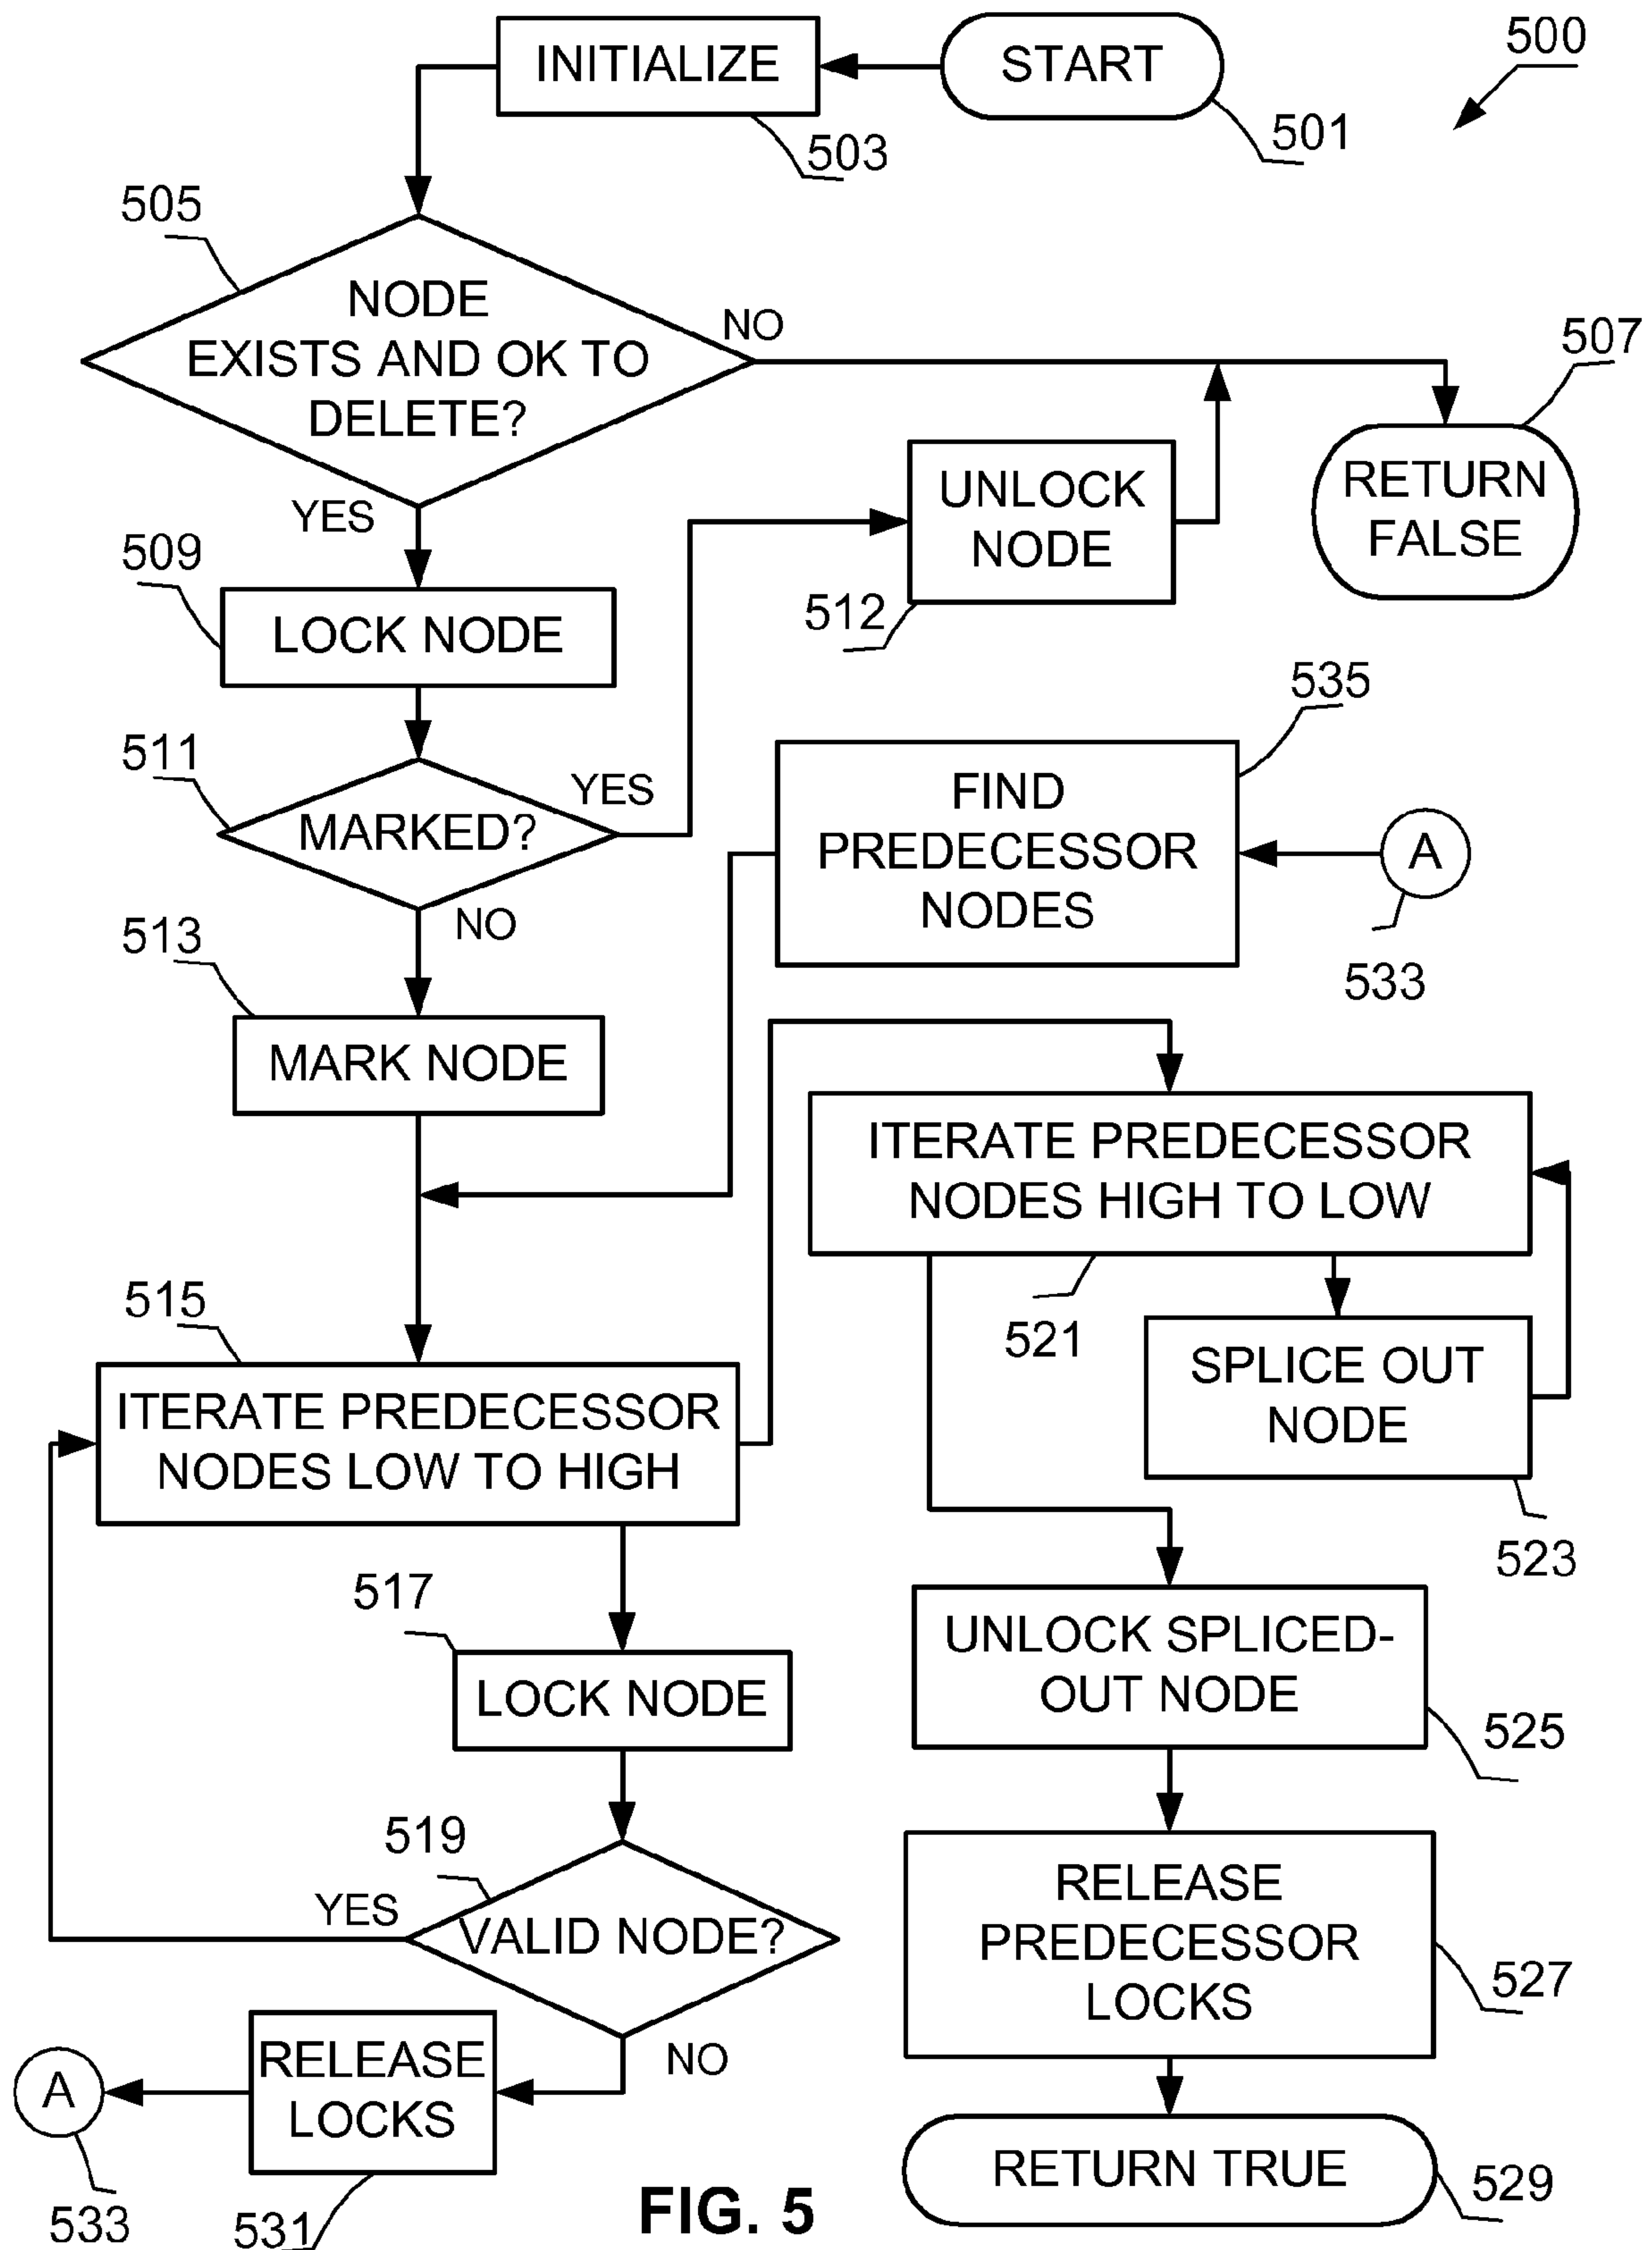 INITIALIZE
START
500
501
503
505
NODE
EXISTS AND OK TO
DELETE?
NO
507
RETURN
FALSE
YES
UNLOCK
NODE
512
509
LOCK NODE
511
MARKED?
YES
NO
535
FIND
PREDECESSOR
NODES
A
533
513
MARK NODE
ITERATE PREDECESSOR
NODES HIGH TO LOW
521
SPLICE OUT
NODE
523
515
ITERATE PREDECESSOR
NODES LOW TO HIGH
517
LOCK NODE
UNLOCK SPLICED-
OUT NODE
525
519
VALID NODE?
YES
NO
RELEASE
PREDECESSOR
LOCKS
527
RELEASE
LOCKS
531
A
533
RETURN TRUE
529
FIG. 5